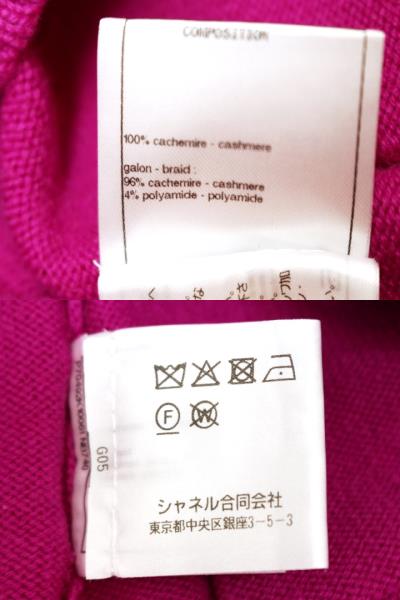 COMPOSITION
100% cachemire - cashmere
galon - braid :
96% cachemire - cashmere
4% polyamide - polyamide
G05
F
W
シャネル合同会社
東京都中央区銀座3-5-3